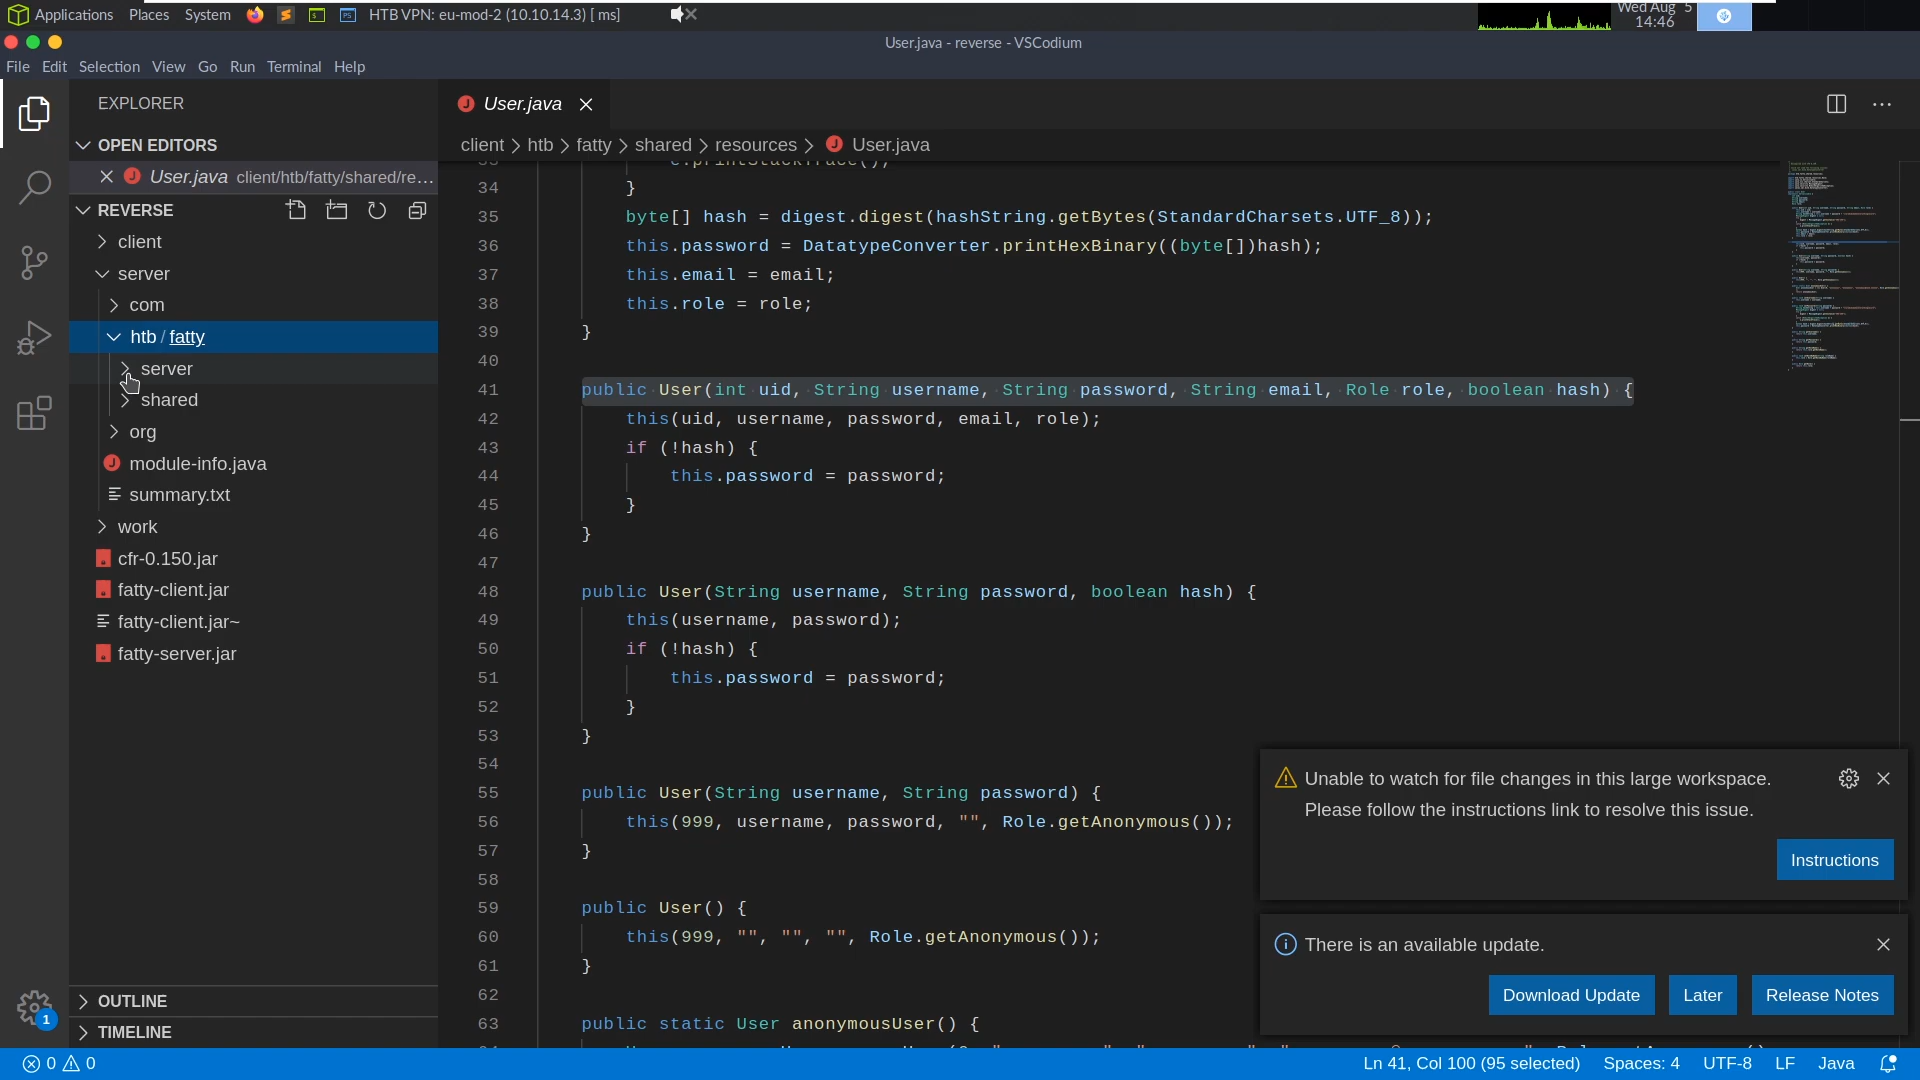 Applications Places System HTB VPN: eu-mod-2 (10.10.14.3) [ ms] Wed Aug 5
14:46
User.java - reverse - VSCodium
File Edit Selection View Go Run Terminal Help
EXPLORER
OPEN EDITORS
User.java client/htb/fatty/shared/re...
REVERSE
client
server
com
htb / fatty
server
shared
org
module-info.java
summary.txt
work
cfr-0.150.jar
fatty-client.jar
fatty-client.jar~
fatty-server.jar
OUTLINE
TIMELINE
User.java
client > htb > fatty > shared > resources > User.java
33 e.printStackTrace();
34 }
35 byte[] hash = digest.digest(hashString.getBytes(StandardCharsets.UTF_8));
36 this.password = DatatypeConverter.printHexBinary((byte[])hash);
37 this.email = email;
38 this.role = role;
39 }
40
41 public User(int uid, String username, String password, String email, Role role, boolean hash) {
42 this(uid, username, password, email, role);
43 if (!hash) {
44 this.password = password;
45 }
46 }
47
48 public User(String username, String password, boolean hash) {
49 this(username, password);
50 if (!hash) {
51 this.password = password;
52 }
53 }
54
55 public User(String username, String password) {
56 this(999, username, password, "", Role.getAnonymous());
57 }
58
59 public User() {
60 this(999, "", "", "", Role.getAnonymous());
61 }
62
63 public static User anonymousUser() {
Unable to watch for file changes in this large workspace.
Please follow the instructions link to resolve this issue.
Instructions
There is an available update.
Download Update Later Release Notes
1
0 0 Ln 41, Col 100 (95 selected) Spaces: 4 UTF-8 LF Java